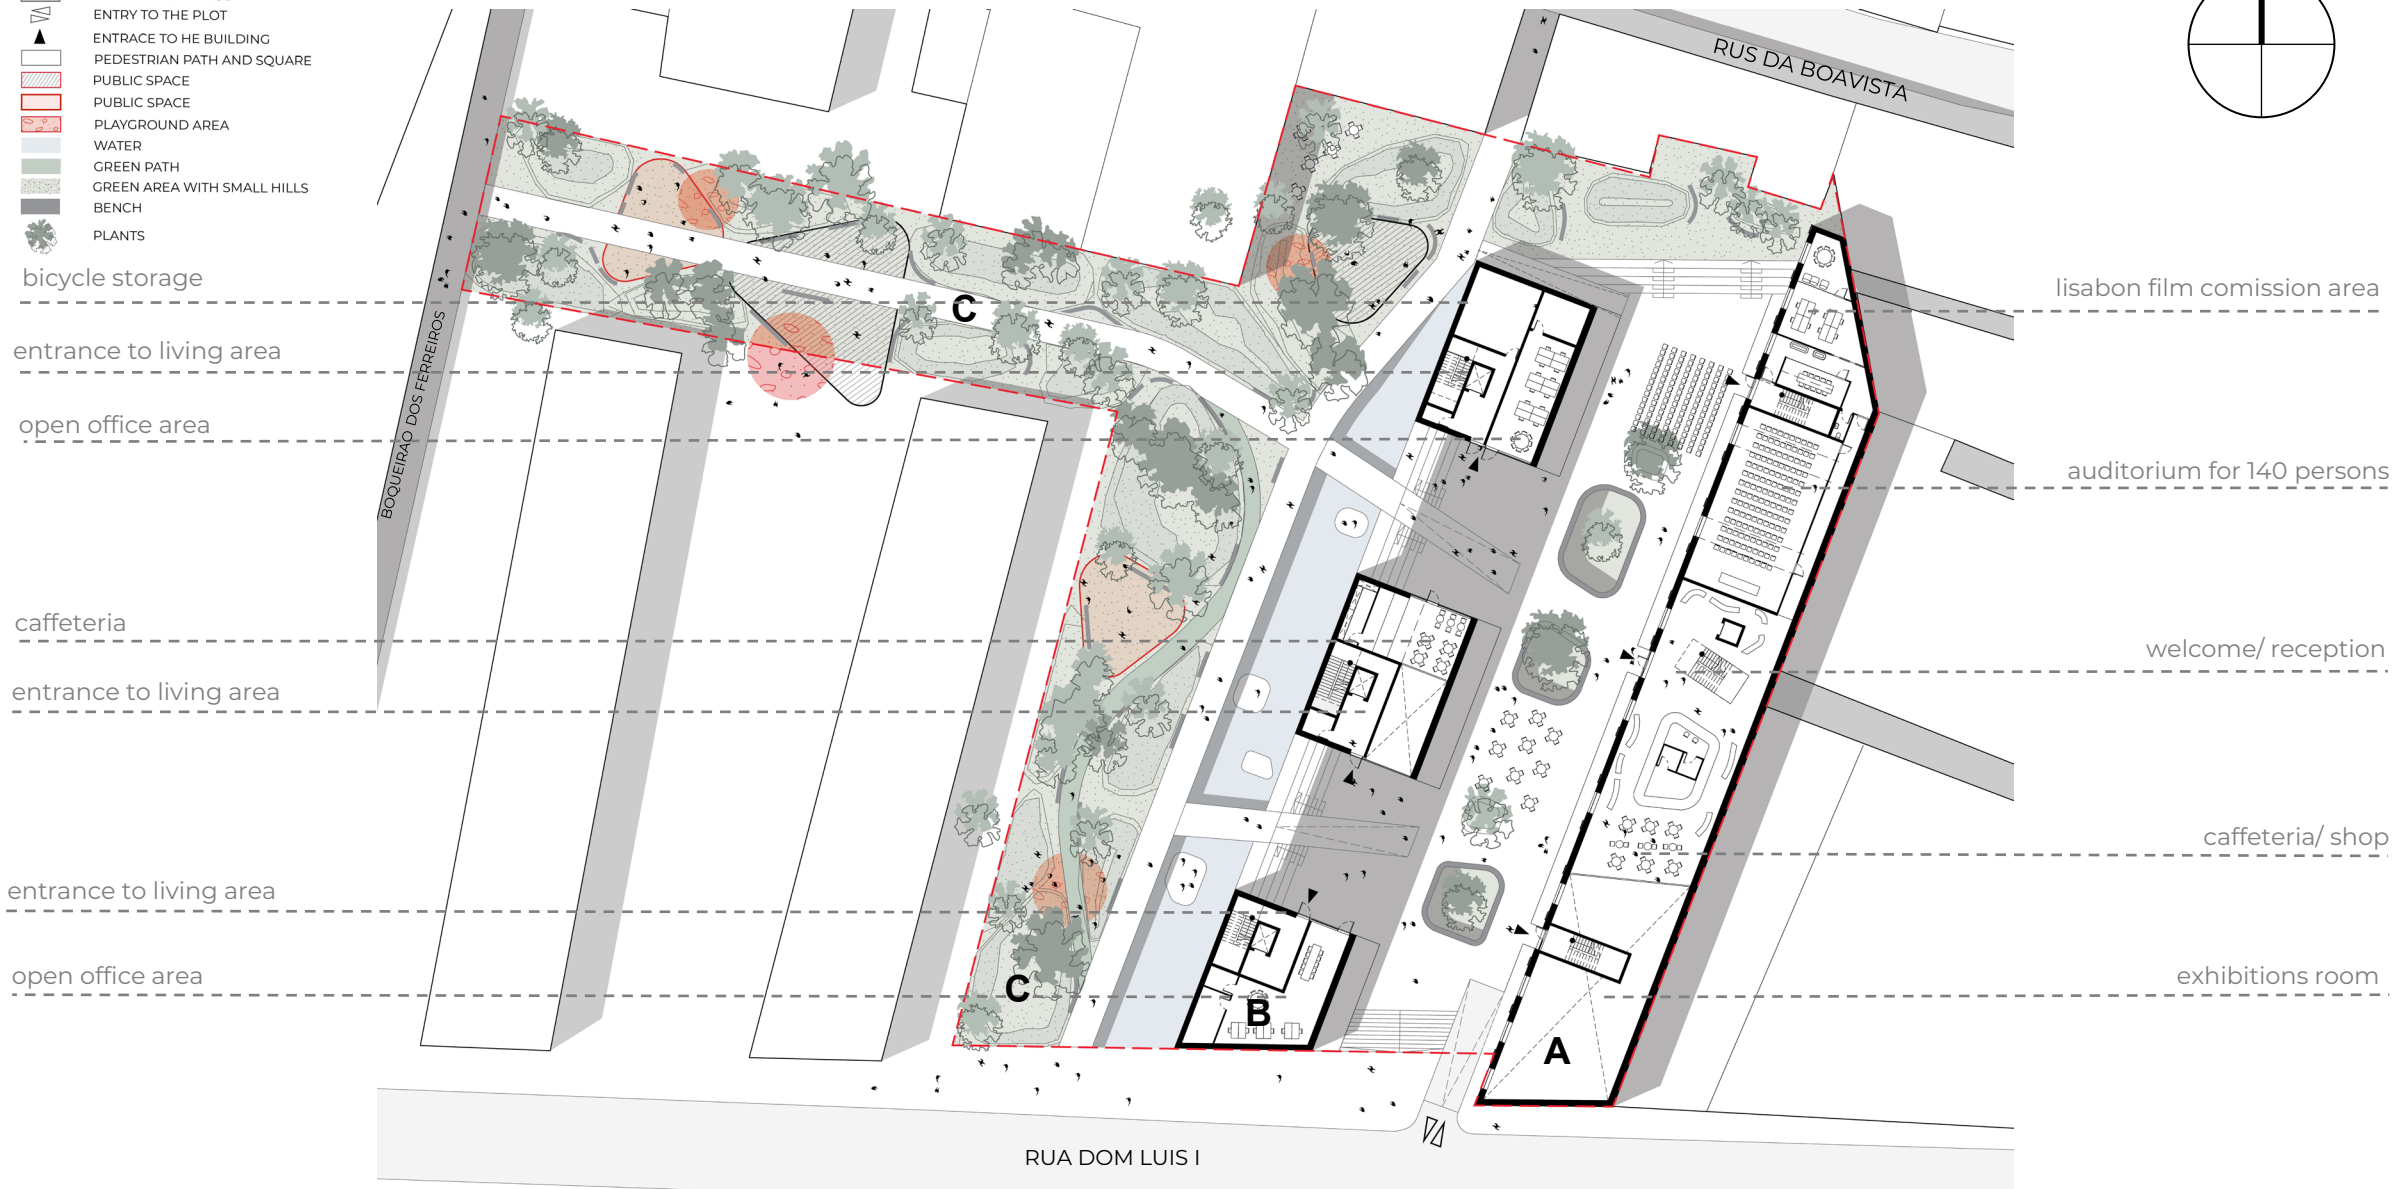 ENTRY TO THE PLOT
ENTRACE TO HE BUILDING
PEDESTRIAN PATH AND SQUARE
PUBLIC SPACE
PUBLIC SPACE
PLAYGROUND AREA
WATER
GREEN PATH
GREEN AREA WITH SMALL HILLS
BENCH
PLANTS
bicycle storage
entrance to living area
open office area
caffeteria
entrance to living area
entrance to living area
open office area
BOQUEIRAO DOS FERREIROS
RUS DA BOAVISTA
C
C
B
A
RUA DOM LUIS I
lisabon film comission area
auditorium for 140 persons
welcome/ reception
caffeteria/ shop
exhibitions room